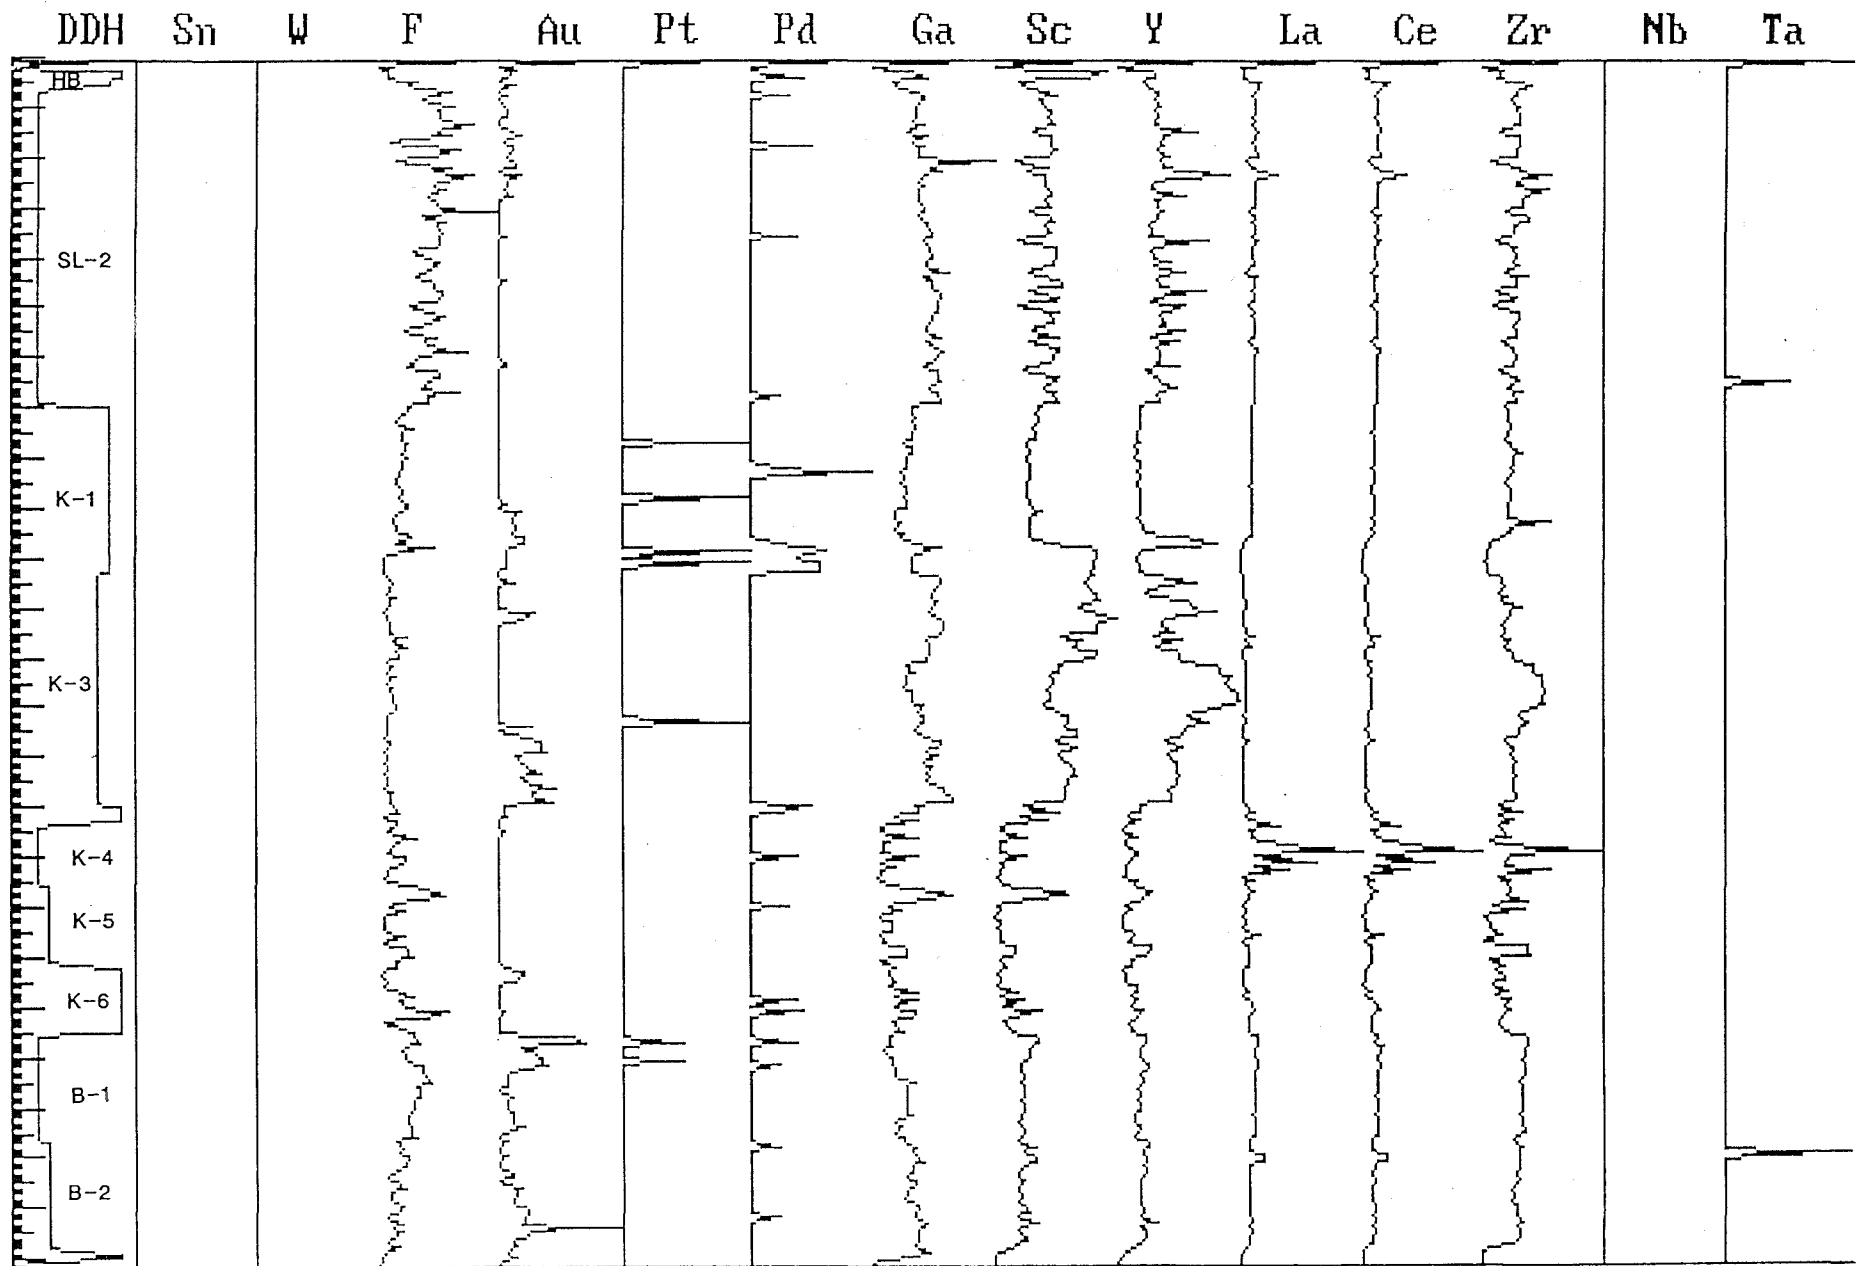 DDH Sn W F Au Pt Pd Ga Sc Y La Ce Zr Nb Ta
HB
SL-2
K-1
K-3
K-4
K-5
K-6
B-1
B-2